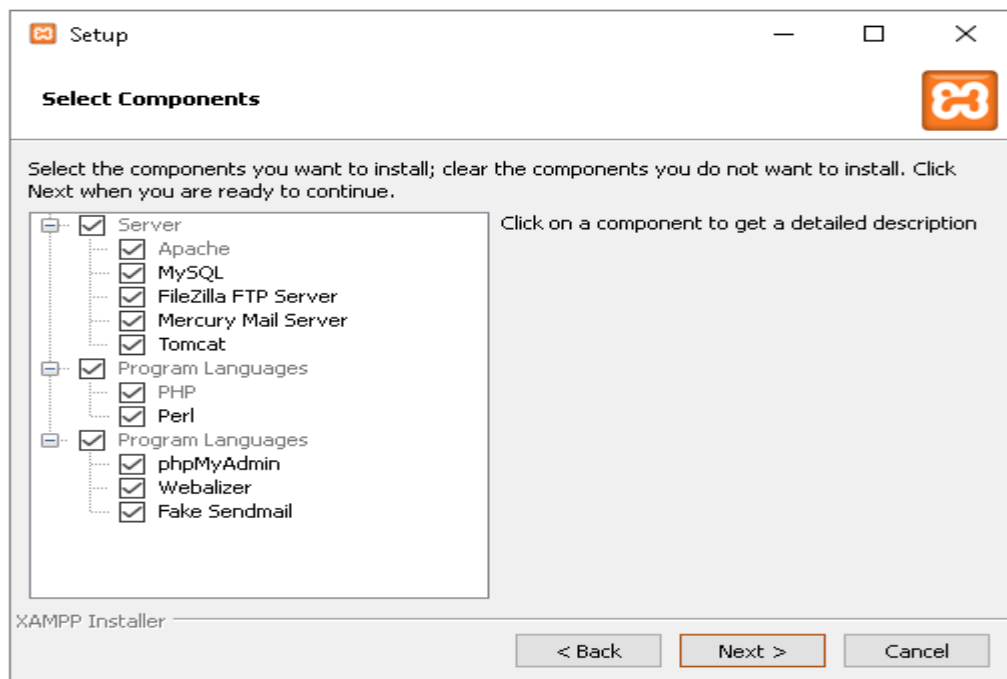 Setup
Select Components
Select the components you want to install; clear the components you do not want to install. Click
Next when you are ready to continue.
Server
Apache
MySQL
FileZilla FTP Server
Mercury Mail Server
Tomcat
Program Languages
PHP
Perl
Program Languages
phpMyAdmin
Webalizer
Fake Sendmail
Click on a component to get a detailed description
XAMPP Installer
< Back
Next >
Cancel